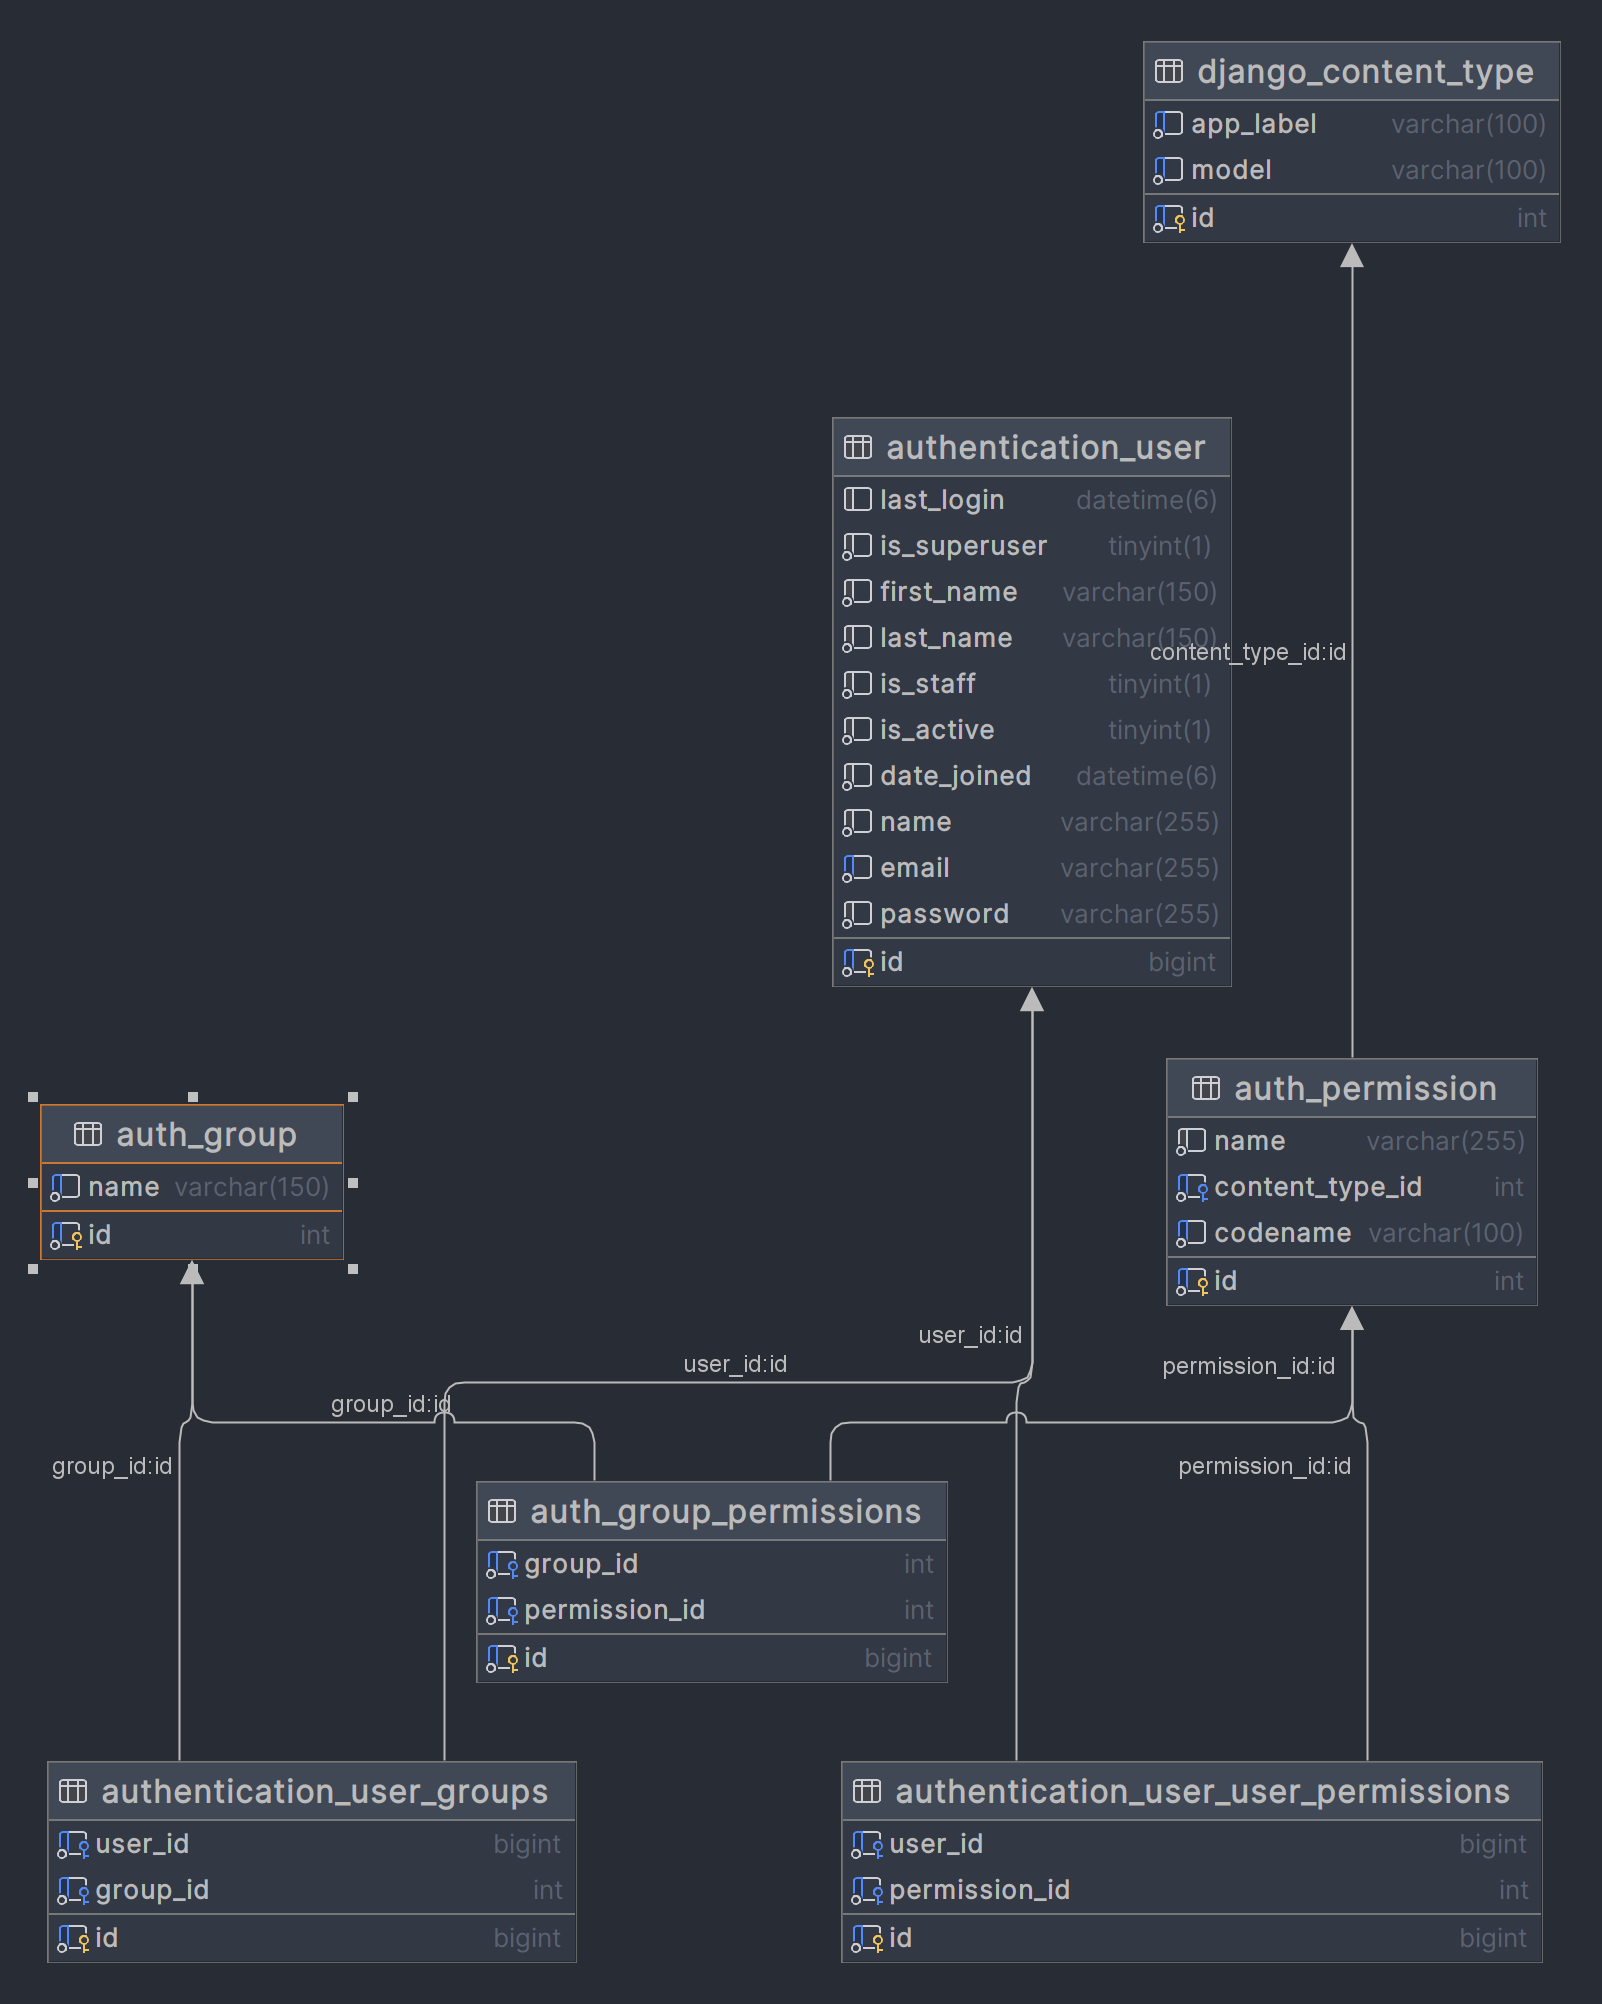 django_content_type
app_label varchar(100)
model varchar(100)
id int
authentication_user
last_login datetime(6)
is_superuser tinyint(1)
first_name varchar(150)
last_name varchar(150)
content_type_id:id
is_staff tinyint(1)
is_active tinyint(1)
date_joined datetime(6)
name varchar(255)
email varchar(255)
password varchar(255)
id bigint
auth_permission
name varchar(255)
content_type_id int
codename varchar(100)
id int
auth_group
name varchar(150)
id int
user_id:id
user_id:id
permission_id:id
group_id:id
group_id:id
permission_id:id
auth_group_permissions
group_id int
permission_id int
id bigint
authentication_user_groups
user_id bigint
group_id int
id bigint
authentication_user_user_permissions
user_id bigint
permission_id int
id bigint